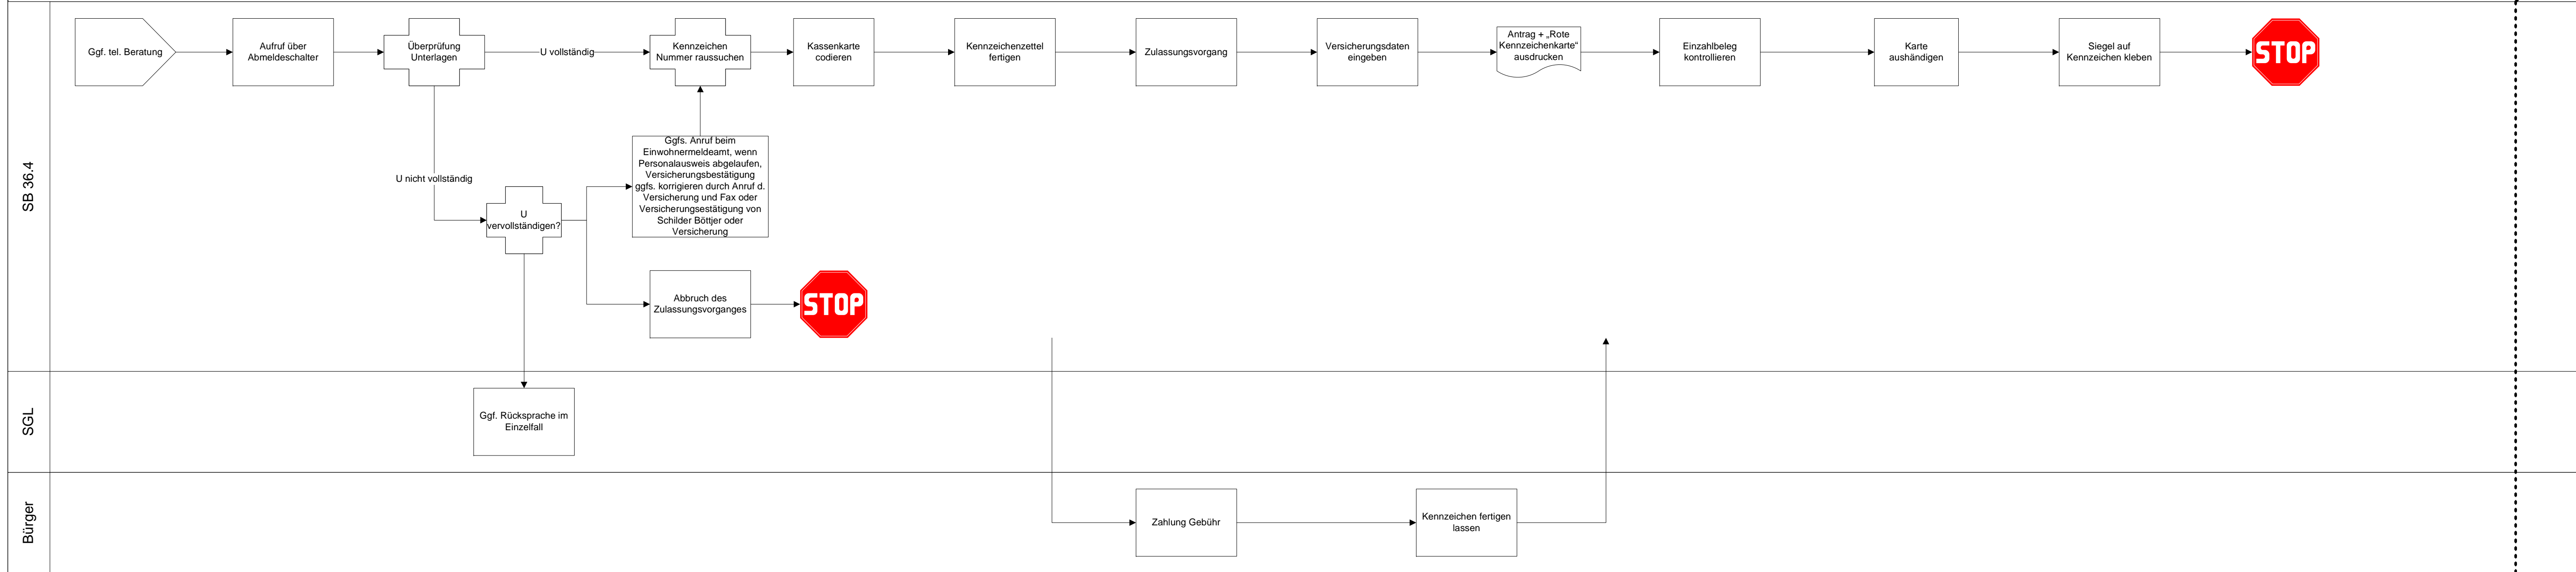 SB 36.4
Ggf. tel. Beratung
Aufruf über
Abmeldeschalter
Überprüfung
Unterlagen
U vollständig
Kennzeichen
Nummer raussuchen
Kassenkarte
codieren
Kennzeichenzettel
fertigen
Zulassungsvorgang
Versicherungsdaten
eingeben
Antrag + „Rote
Kennzeichenkarte“
ausdrucken
Einzahlbeleg
kontrollieren
Karte
aushändigen
Siegel auf
Kennzeichen kleben
STOP
U nicht vollständig
U
vervollständigen?
Ggfs. Anruf beim
Einwohnermeldeamt, wenn
Personalausweis abgelaufen,
Versicherungsbestätigung
ggfs. korrigieren durch Anruf d.
Versicherung und Fax oder
Versicherungsestätigung von
Schilder Böttjer oder
Versicherung
Abbruch des
Zulassungsvorganges
STOP
SGL
Ggf. Rücksprache im
Einzelfall
Bürger
Zahlung Gebühr
Kennzeichen fertigen
lassen